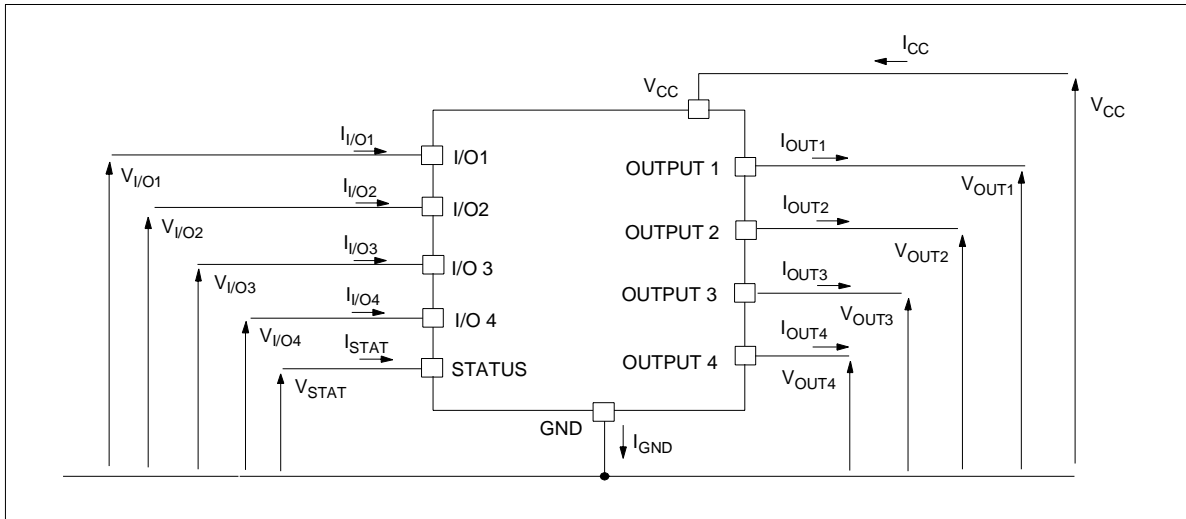 I_CC
V_CC
V_CC
I_I/O1
I/O1
V_I/O1
OUTPUT 1
I_OUT1
V_OUT1
I_I/O2
I/O2
V_I/O2
OUTPUT 2
I_OUT2
V_OUT2
I_I/O3
I/O 3
V_I/O3
OUTPUT 3
I_OUT3
V_OUT3
I_I/O4
I/O 4
V_I/O4
OUTPUT 4
I_OUT4
V_OUT4
I_STAT
STATUS
V_STAT
GND
I_GND